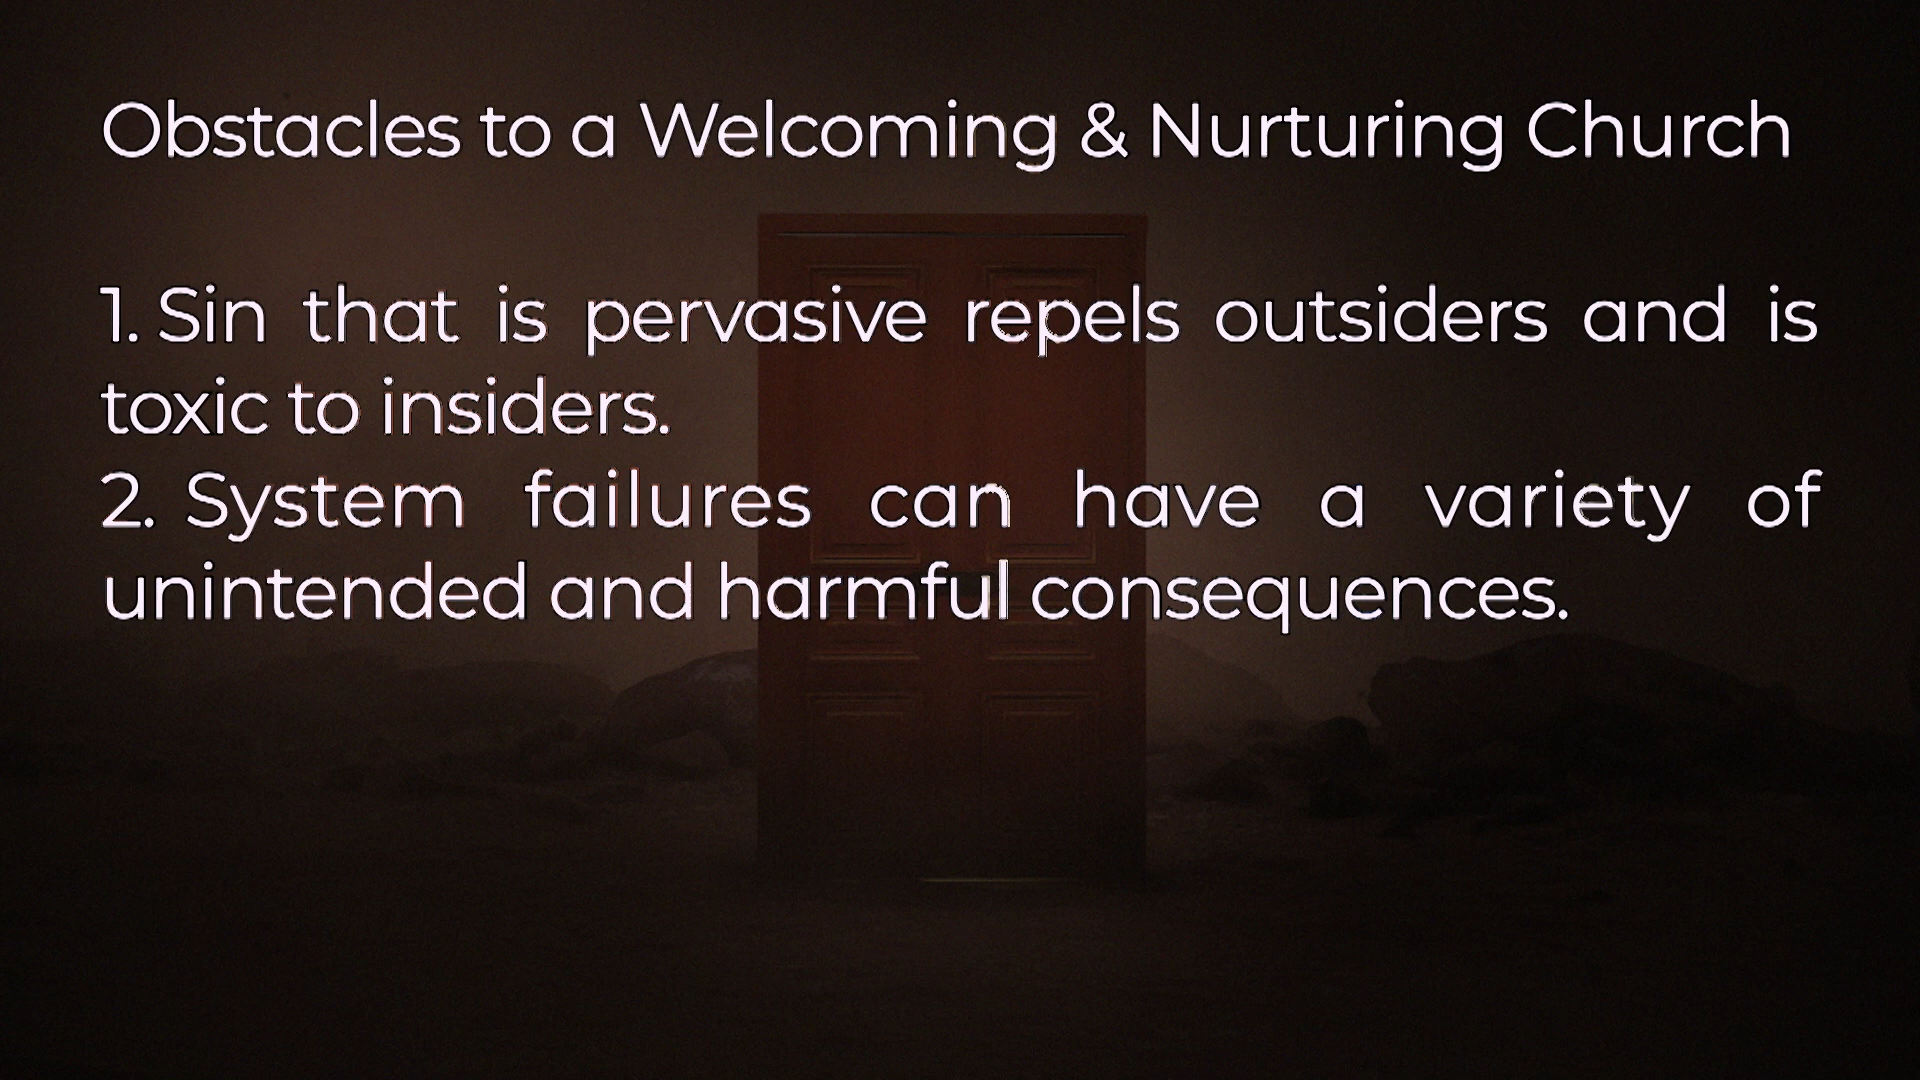 Obstacles to a Welcoming & Nurturing Church
1. Sin that is pervasive repels outsiders and is
toxic to insiders.
2. System failures can have a variety of
unintended and harmful consequences.